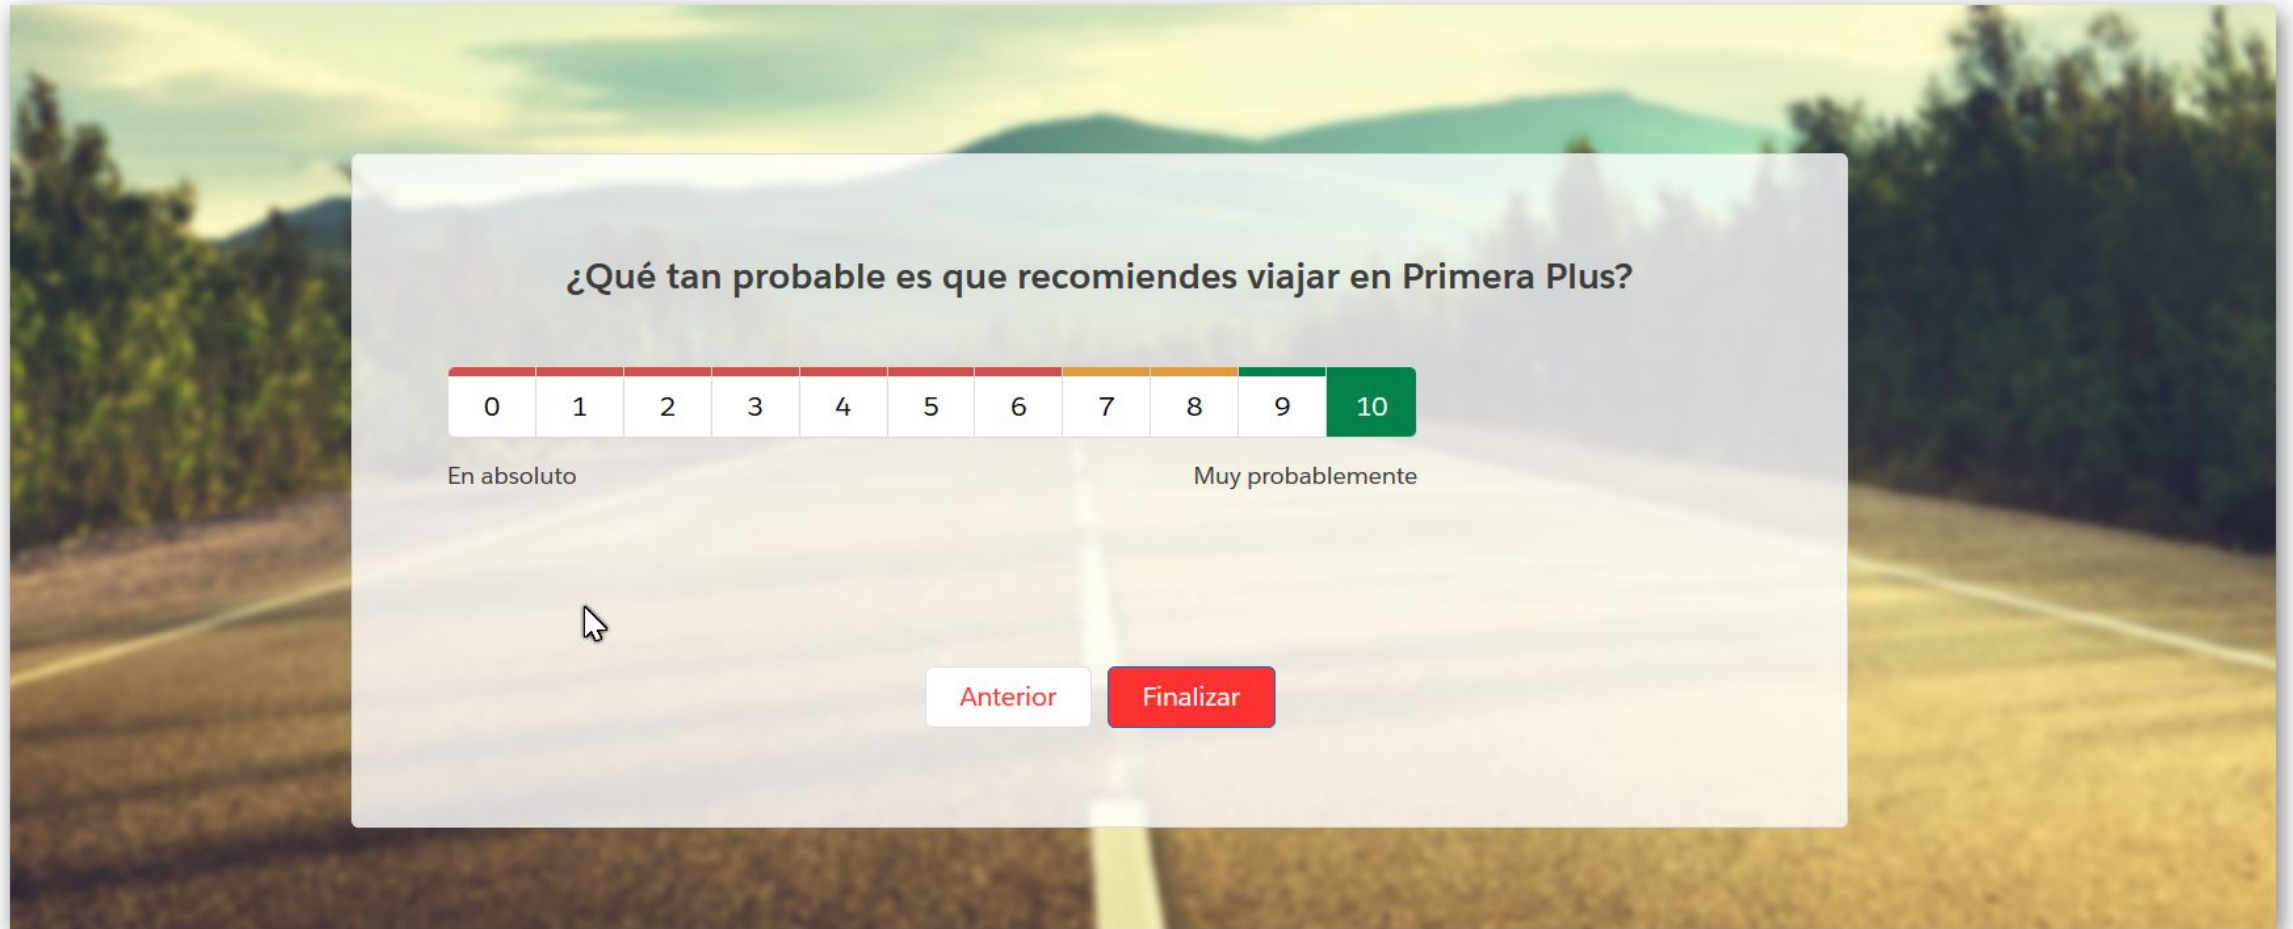 ¿Qué tan probable es que recomiendes viajar en Primera Plus?
0 1 2 3 4 5 6 7 8 9 10
En absoluto Muy probablemente
Anterior Finalizar